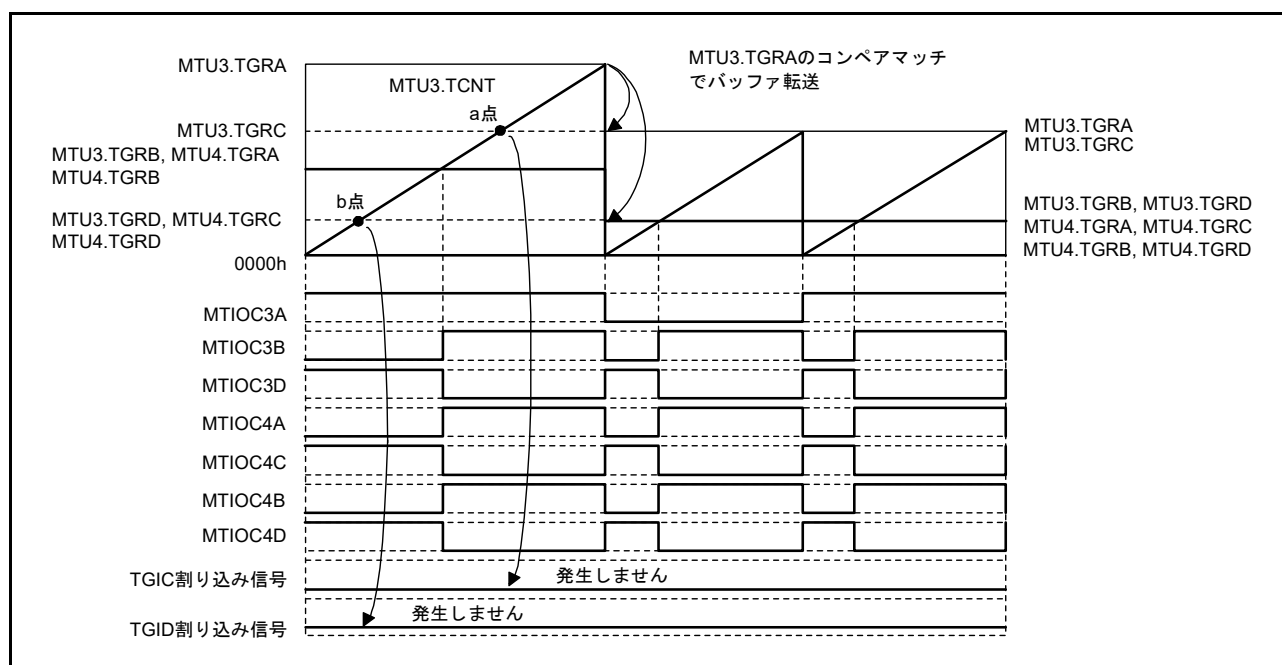 MTU3.TGRA
MTU3.TCNT
MTU3.TGRAのコンペアマッチ
でバッファ転送
a点
MTU3.TGRC
MTU3.TGRA
MTU3.TGRC
MTU3.TGRB, MTU4.TGRA
MTU4.TGRB
b点
MTU3.TGRD, MTU4.TGRC
MTU4.TGRD
MTU3.TGRB, MTU3.TGRD
MTU4.TGRA, MTU4.TGRC
MTU4.TGRB, MTU4.TGRD
0000h
MTIOC3A
MTIOC3B
MTIOC3D
MTIOC4A
MTIOC4C
MTIOC4B
MTIOC4D
TGIC割り込み信号
発生しません
TGID割り込み信号
発生しません